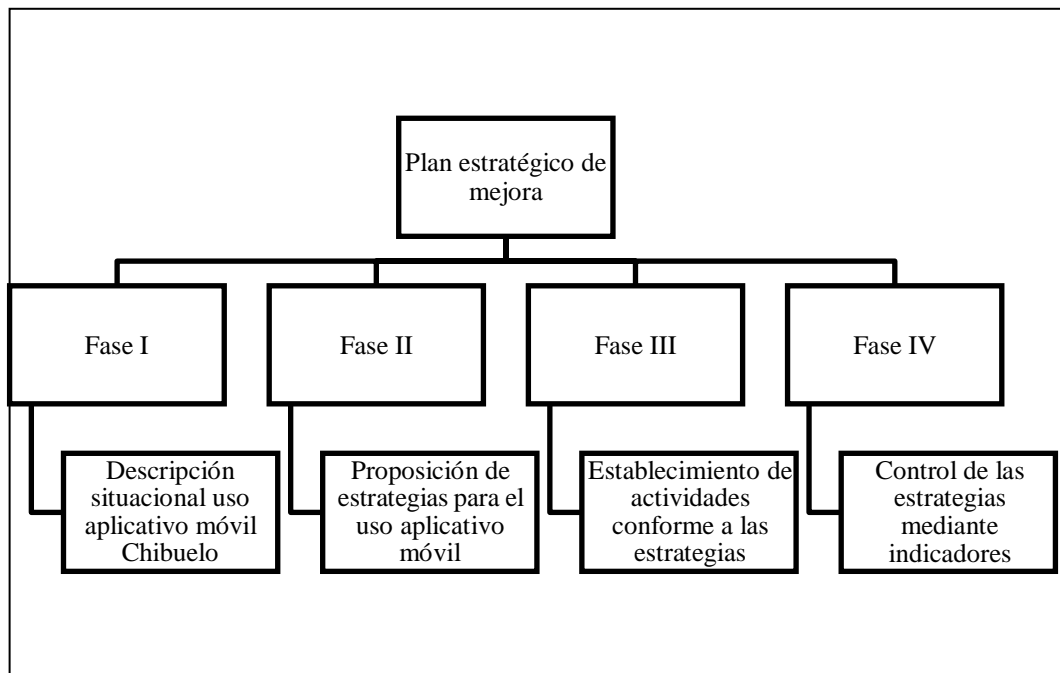 Plan estratégico de
mejora
Fase I
Fase II
Fase III
Fase IV
Descripción
situacional uso
aplicativo móvil
Chibuelo
Proposición de
estrategias para el
uso aplicativo
móvil
Establecimiento de
actividades
conforme a las
estrategias
Control de las
estrategias
mediante
indicadores